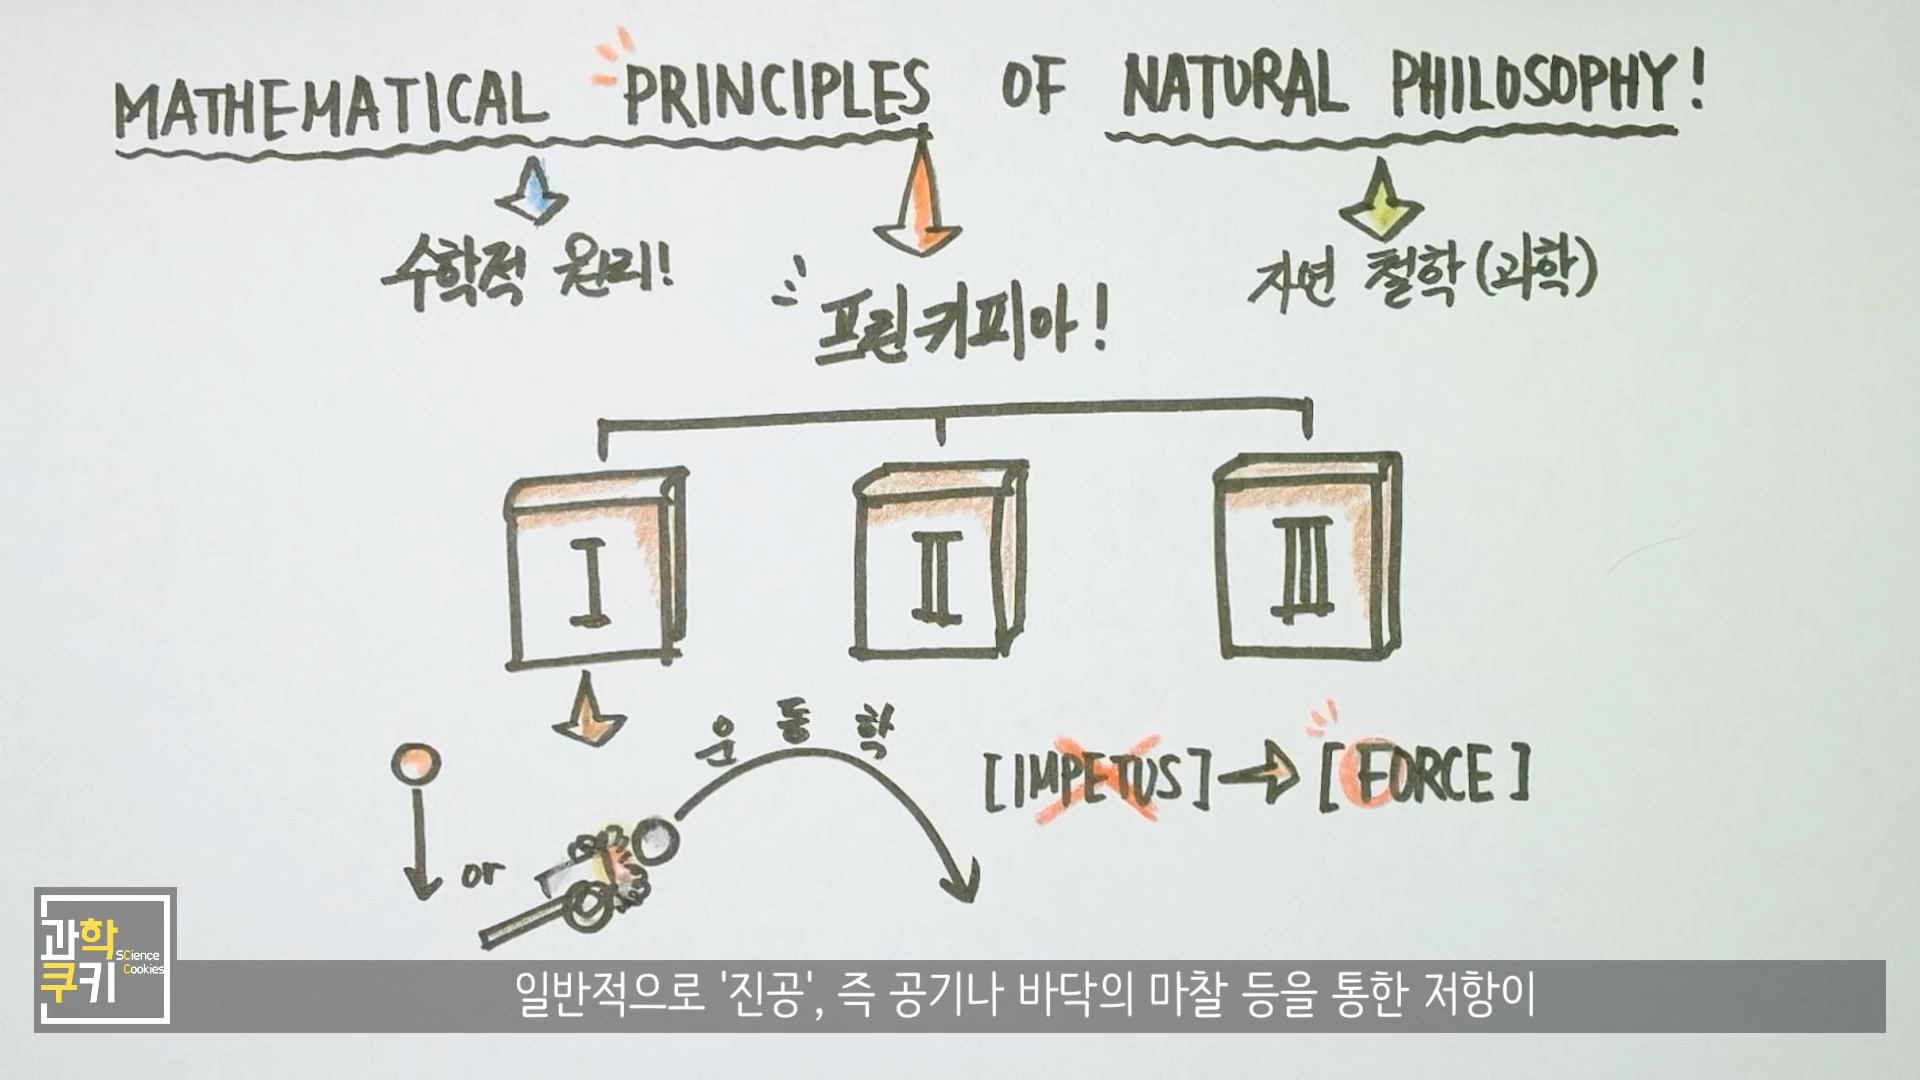 MATHEMATICAL PRINCIPLES OF NATURAL PHILOSOPHY!
수학적 원리!
프린키피아!
자연 철학(과학)
I
II
III
운동학
[IMPETUS] → [FORCE]
or
과학
쿠키
SCience
Cookies
일반적으로 '진공', 즉 공기나 바닥의 마찰 등을 통한 저항이